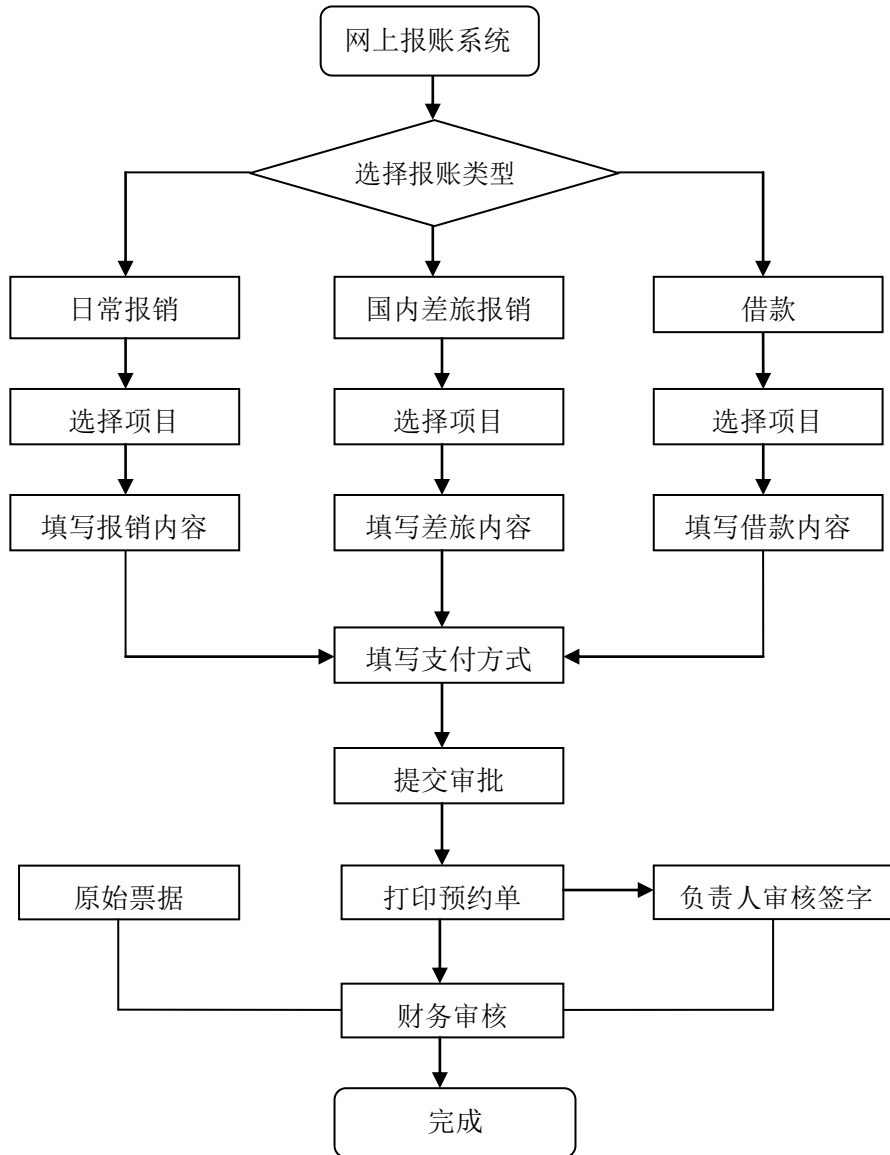 网上报账系统
选择报账类型
日常报销
国内差旅报销
借款
选择项目
选择项目
选择项目
填写报销内容
填写差旅内容
填写借款内容
填写支付方式
提交审批
原始票据
打印预约单
负责人审核签字
财务审核
完成